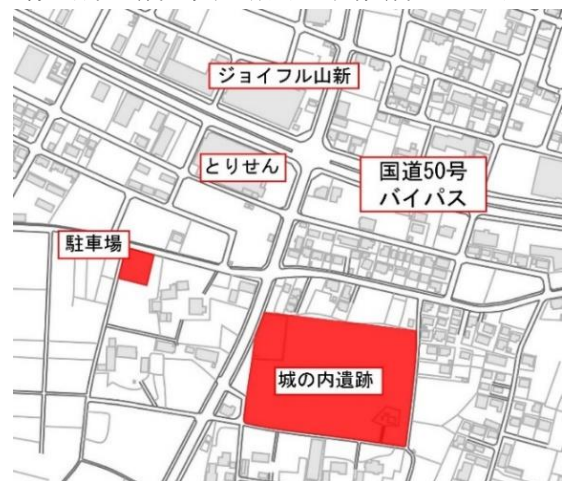 ジョイフル山新
とりせん
国道50号
バイパス
駐車場
城の内遺跡